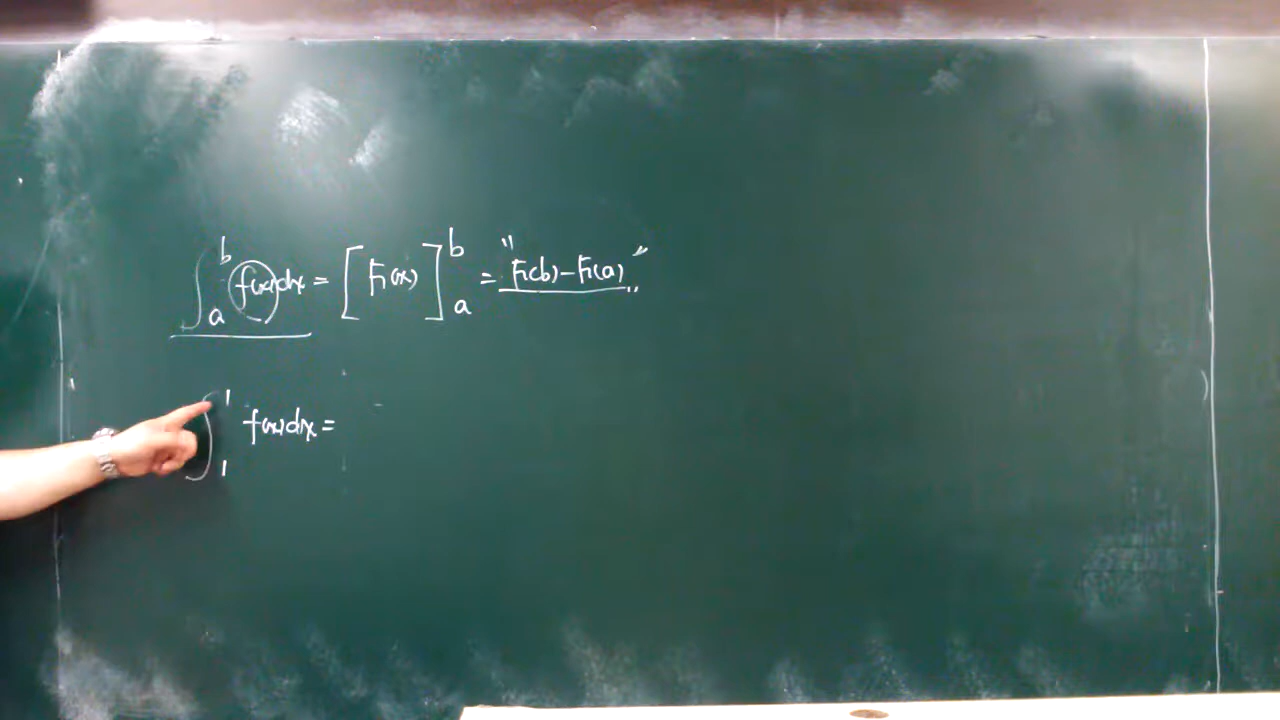 ∫_a^b f(x)dx = [F(x)]_a^b = "F(b)-F(a)"
∫_1^1 f(x)dx =